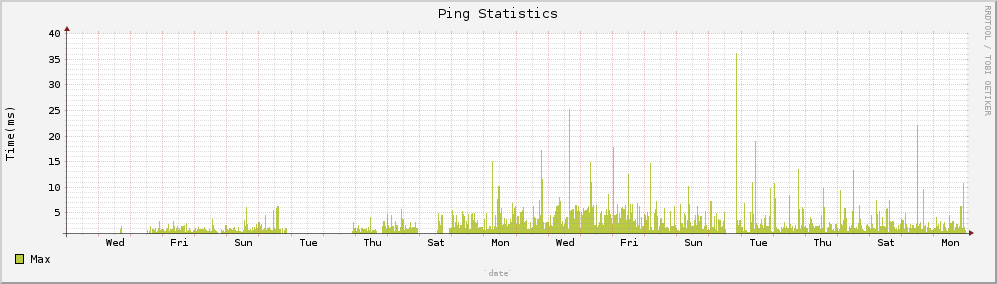 Ping Statistics
RRDTOOL / TOBI OETIKER
Time(ms)
40
35
30
25
20
15
10
5
Wed Fri Sun Tue Thu Sat Mon Wed Fri Sun Tue Thu Sat Mon
Max
`date`